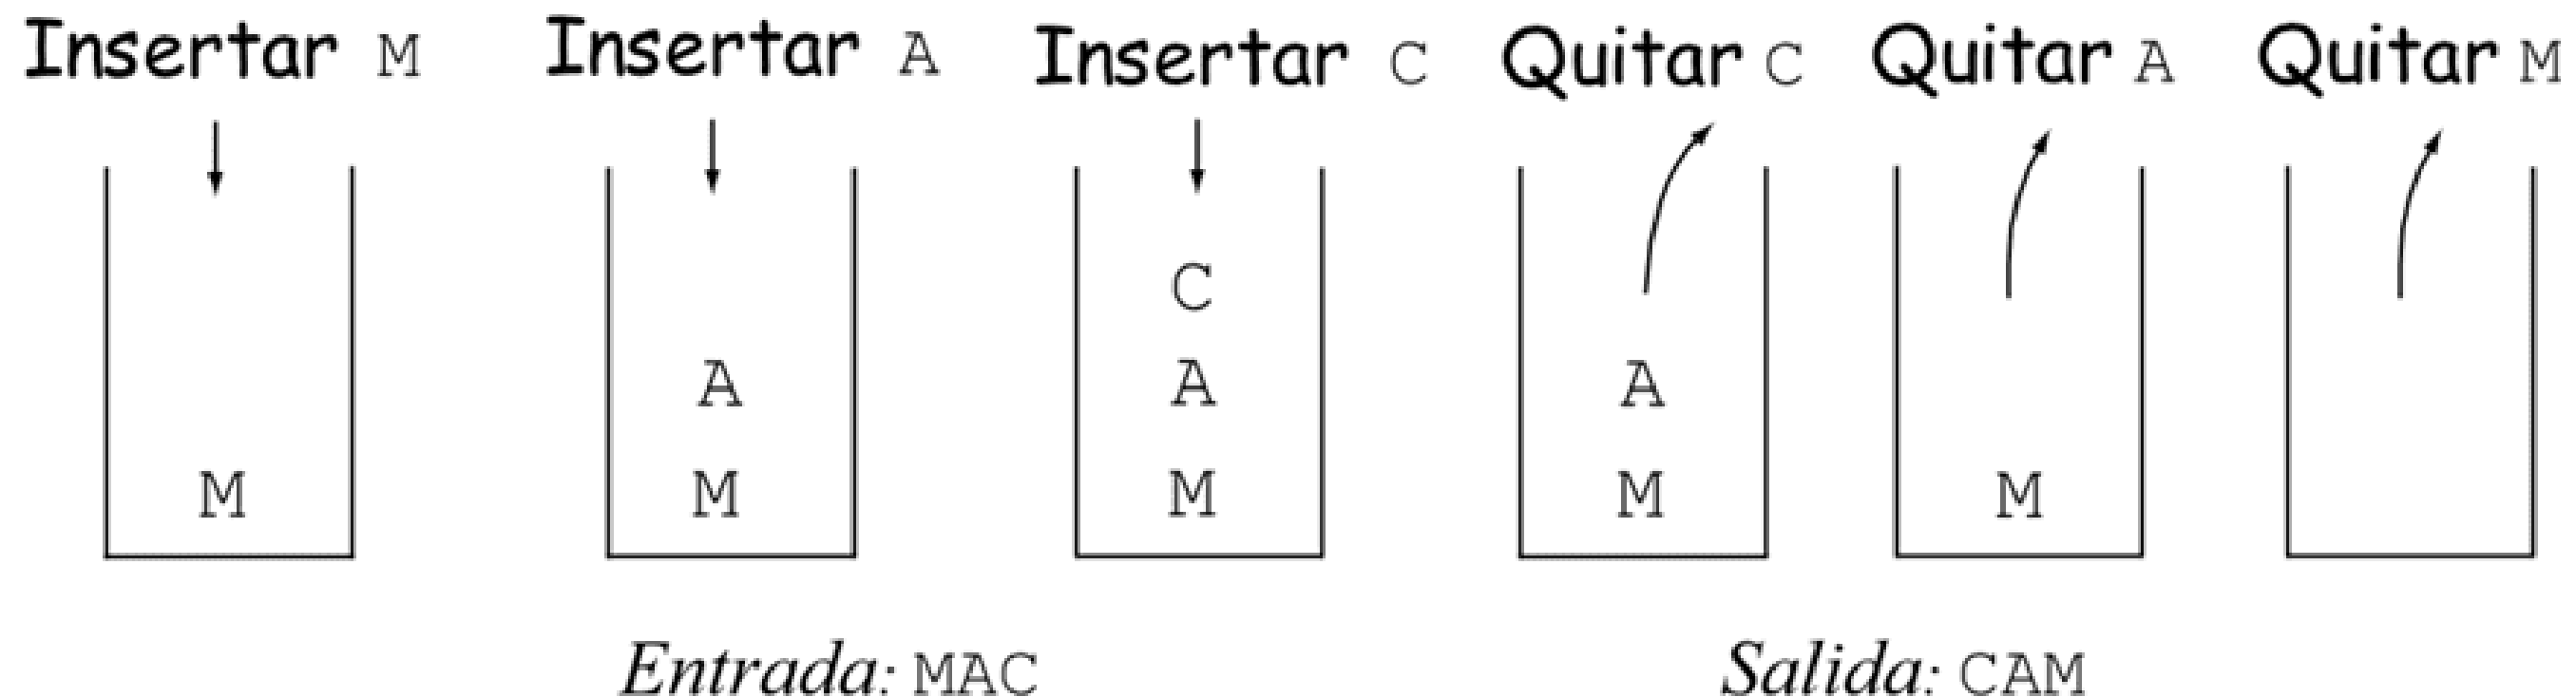 Insertar M Insertar A Insertar C Quitar C Quitar A Quitar M
C
A A A
M M M M M
Entrada: MAC Salida: CAM